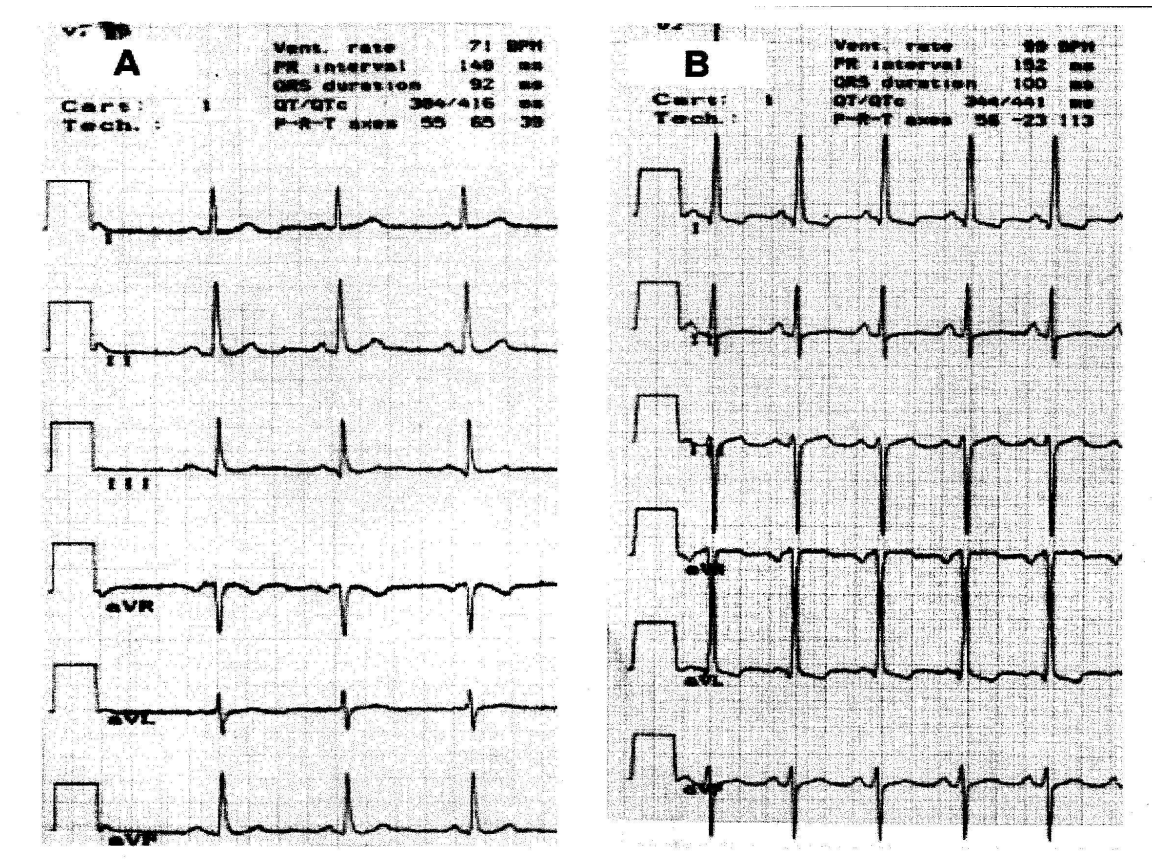 A
Vent. rate 71 BPM
PR interval 148 ms
QRS duration 92 ms
QT/QTc 384/416 ms
P-R-T axes 55 65 39
Cart: 1
Tech. :
I
II
III
aVR
aVL
aVF
B
Vent. rate 99 BPM
PR interval 152 ms
QRS duration 100 ms
QT/QTc 344/441 ms
P-R-T axes 56 -23 113
Cart: 1
Tech. :
I
II
III
aVR
aVL
aVF